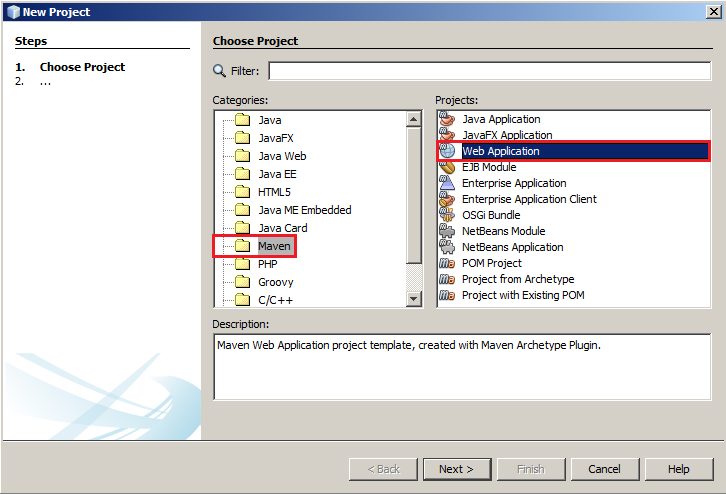 New Project
Steps
1. Choose Project
2. ...
Choose Project
Filter:
Categories:
Java
JavaFX
Java Web
Java EE
HTML5
Java ME Embedded
Java Card
Maven
PHP
Groovy
C/C++
Projects:
Java Application
JavaFX Application
Web Application
EJB Module
Enterprise Application
Enterprise Application Client
OSGi Bundle
NetBeans Module
NetBeans Application
POM Project
Project from Archetype
Project with Existing POM
Description:
Maven Web Application project template, created with Maven Archetype Plugin.
< Back
Next >
Finish
Cancel
Help